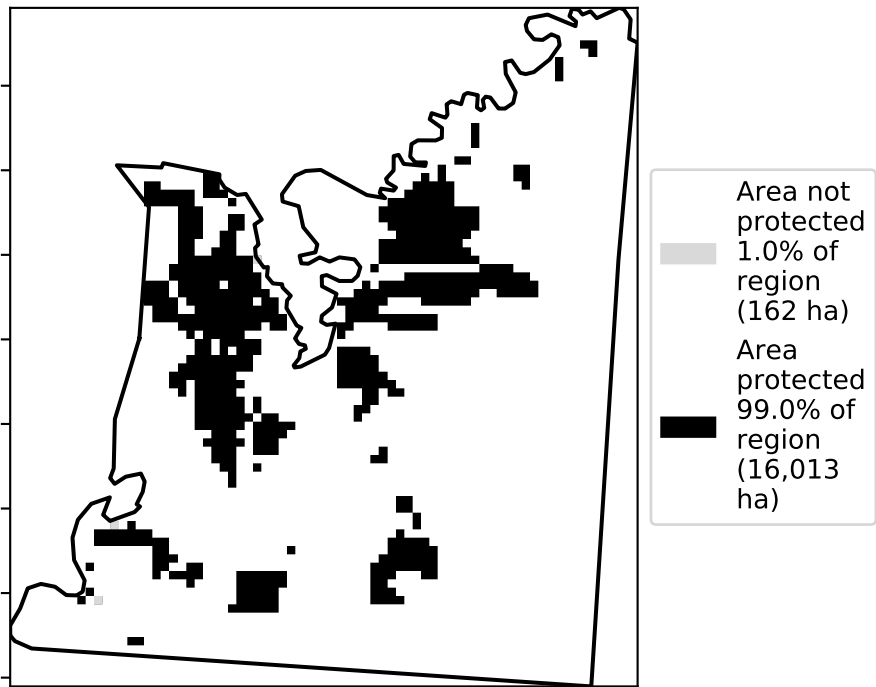 Area not
protected
1.0% of
region
(162 ha)
Area
protected
99.0% of
region
(16,013
ha)